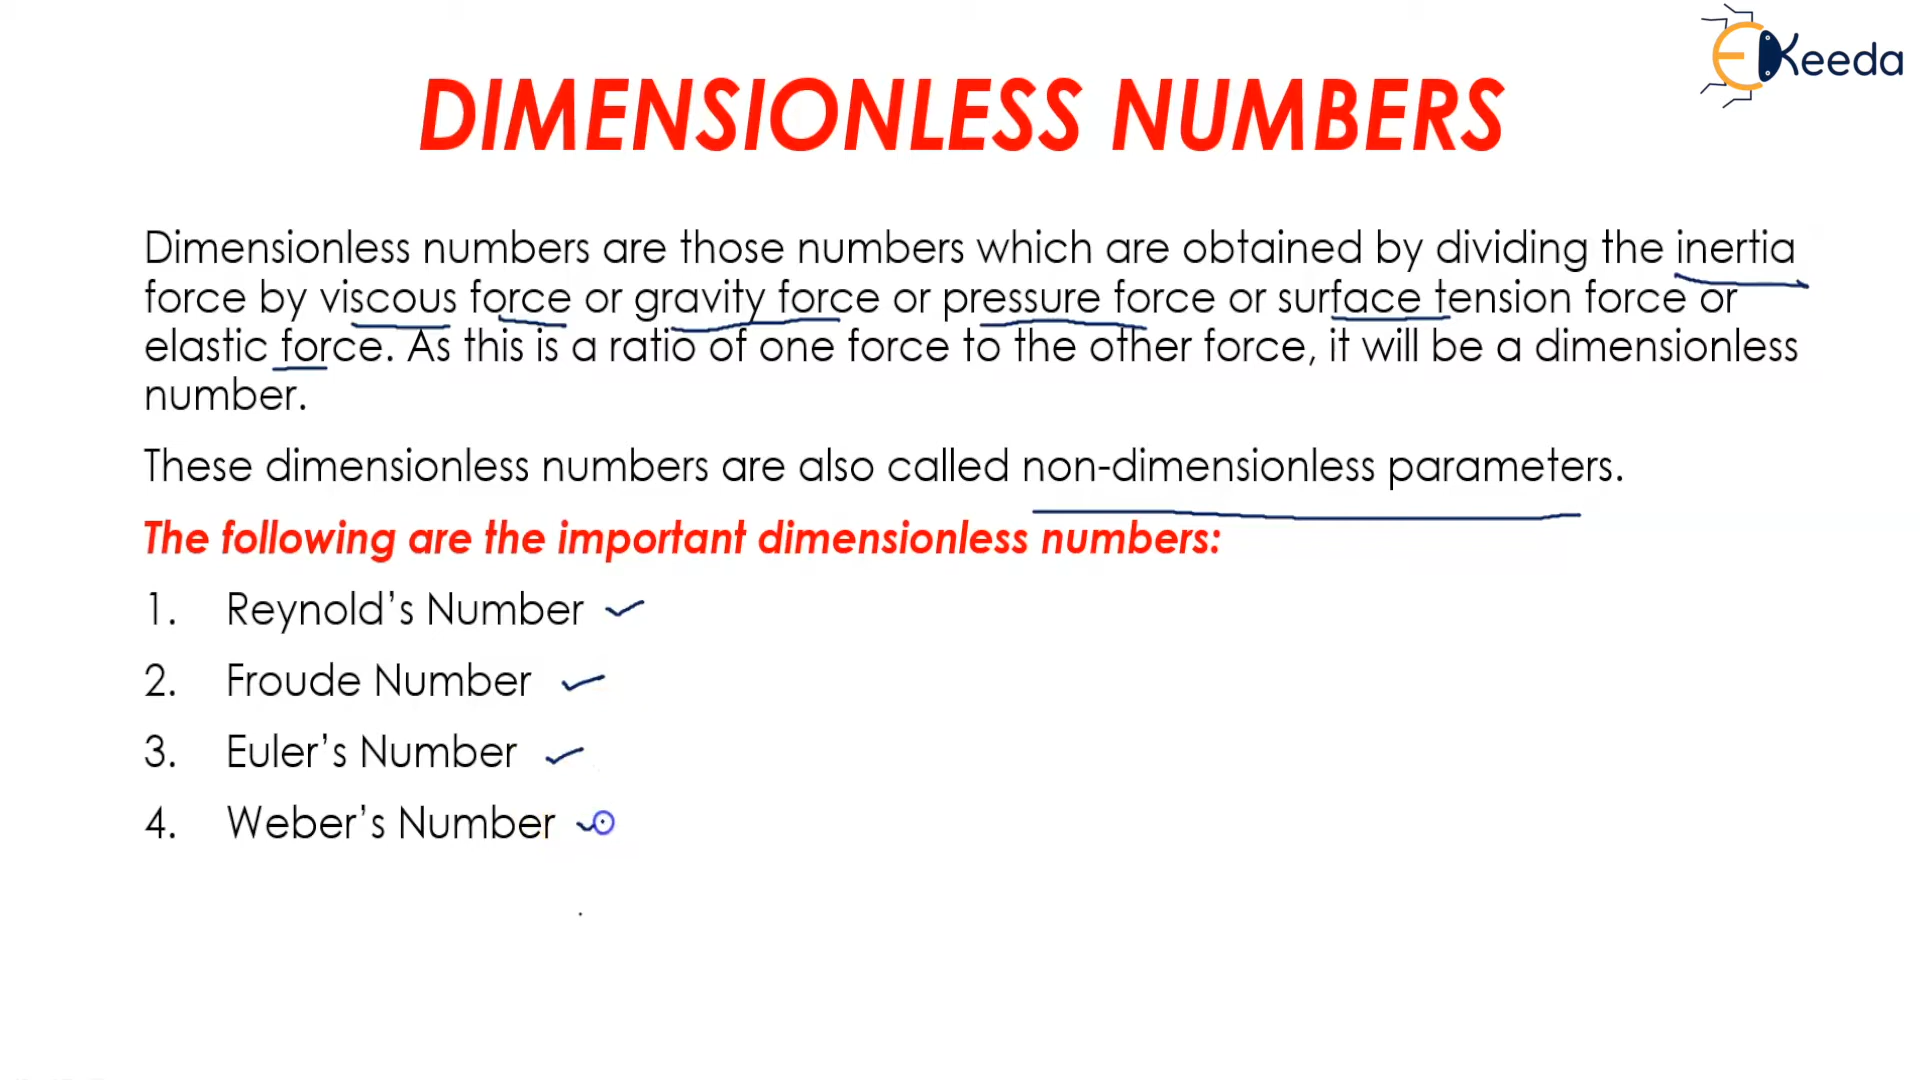 EKeeda
DIMENSIONLESS NUMBERS
Dimensionless numbers are those numbers which are obtained by dividing the inertia
force by viscous force or gravity force or pressure force or surface tension force or
elastic force. As this is a ratio of one force to the other force, it will be a dimensionless
number.
These dimensionless numbers are also called non-dimensionless parameters.
The following are the important dimensionless numbers:
1. Reynold’s Number
2. Froude Number
3. Euler’s Number
4. Weber’s Number